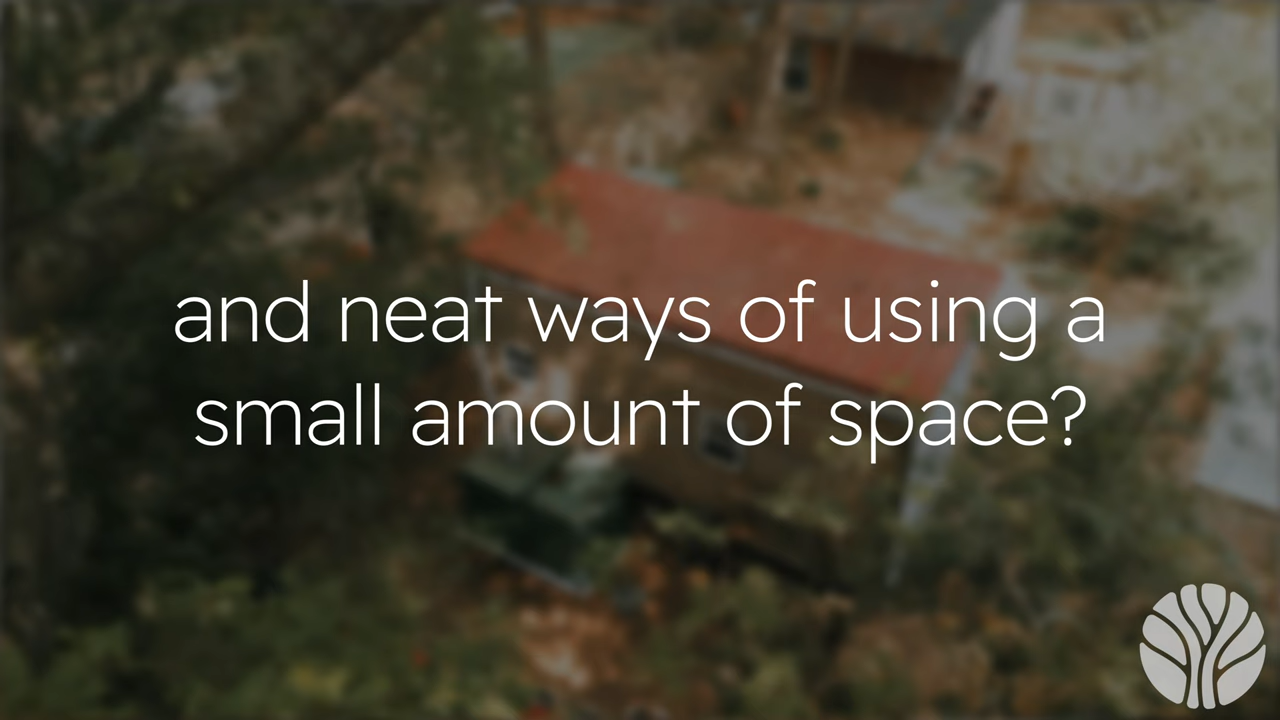 and neat ways of using a
small amount of space?